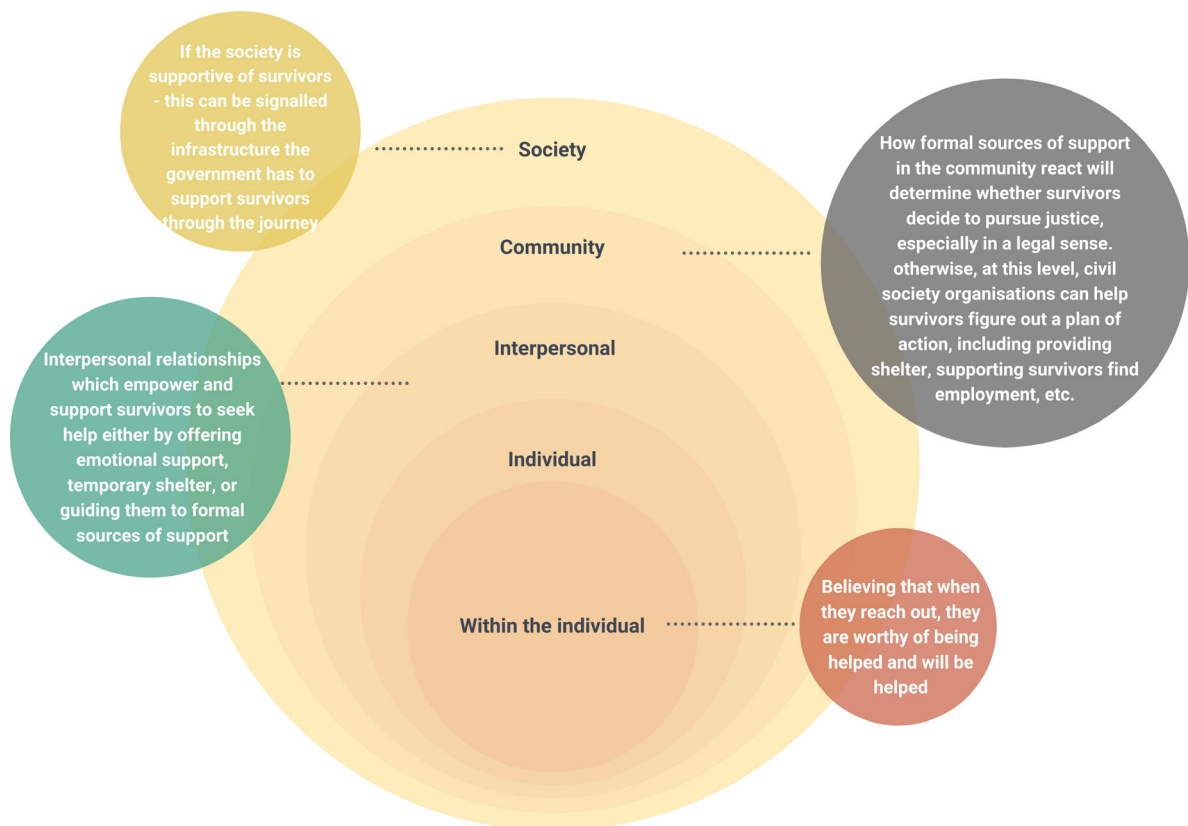 If the society is
supportive of survivors
- this can be signalled
through the
infrastructure the
government has to
support survivors
through the journey
Society
How formal sources of support
in the community react will
determine whether survivors
decide to pursue justice,
especially in a legal sense.
otherwise, at this level, civil
society organisations can help
survivors figure out a plan of
action, including providing
shelter, supporting survivors find
employment, etc.
Community
Interpersonal
Interpersonal relationships
which empower and
support survivors to seek
help either by offering
emotional support,
temporary shelter, or
guiding them to formal
sources of support
Individual
Within the individual
Believing that when
they reach out, they
are worthy of being
helped and will be
helped